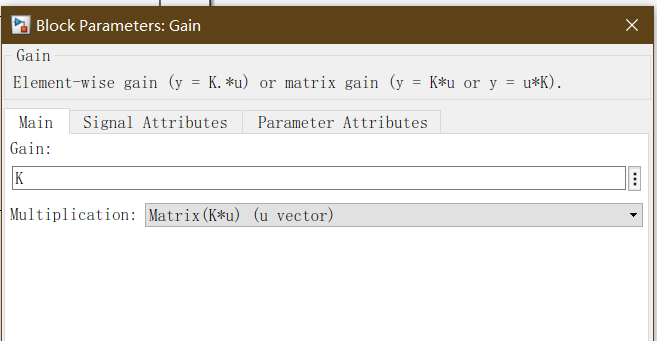 Block Parameters: Gain
Gain
Element-wise gain (y = K.*u) or matrix gain (y = K*u or y = u*K).
Main Signal Attributes Parameter Attributes
Gain:
K
Multiplication: Matrix(K*u) (u vector)